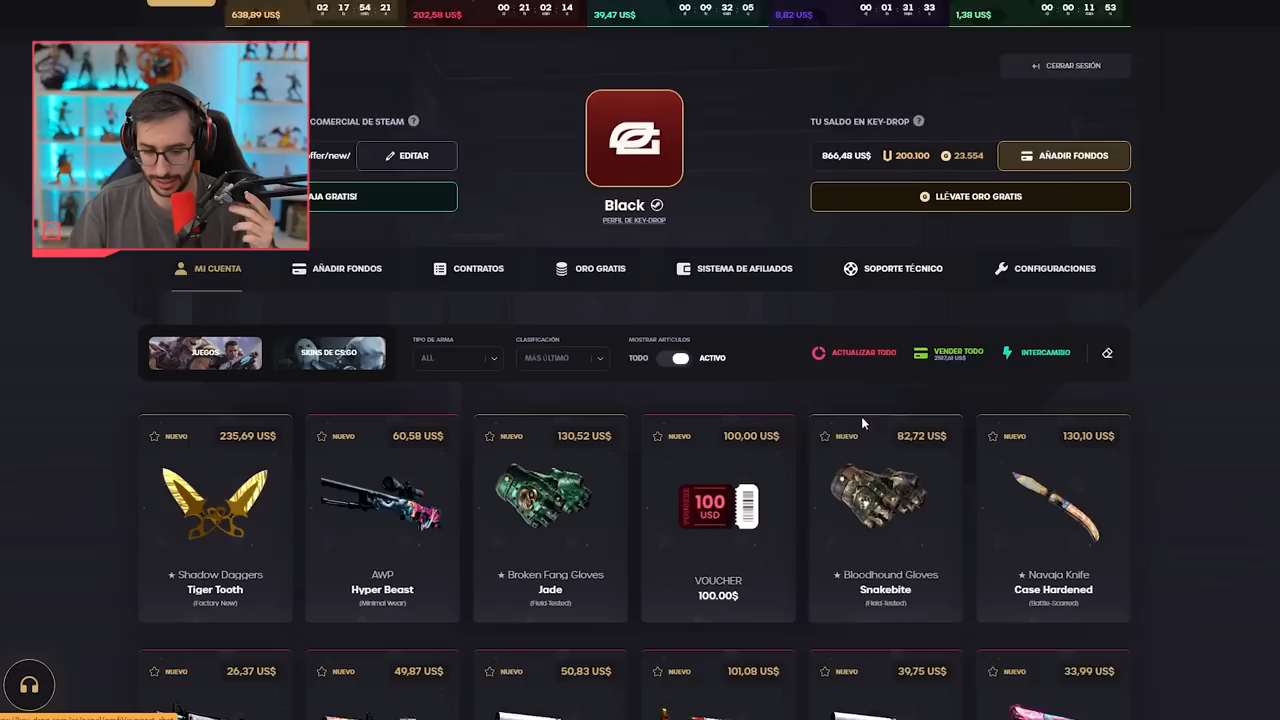 638,89 US$
02 17 54 21
202,58 US$
00 21 02 14
39,47 US$
00 09 32 05
8,82 US$
00 01 31 33
1,38 US$
00 00 11 53
CERRAR SESIÓN
COMERCIAL DE STEAM ?
ffer/new/
EDITAR
AJA GRATIS!
Black
PERFIL DE KEY-DROP
TU SALDO EN KEY-DROP ?
866,48 US$ 200.100 23.554
AÑADIR FONDOS
LLÉVATE ORO GRATIS
MI CUENTA
AÑADIR FONDOS
CONTRATOS
ORO GRATIS
SISTEMA DE AFILIADOS
SOPORTE TÉCNICO
CONFIGURACIONES
JUEGOS
SKINS DE CS:GO
TIPO DE ARMA
ALL
CLASIFICACIÓN
MÁS ÚLTIMO
MOSTRAR ARTÍCULOS
TODO
ACTIVO
ACTUALIZAR TODO
VENDER TODO
INTERCAMBIO
NUEVO 235,69 US$
★ Shadow Daggers
Tiger Tooth
(Factory New)
NUEVO 60,58 US$
AWP
Hyper Beast
(Minimal Wear)
NUEVO 130,52 US$
★ Broken Fang Gloves
Jade
(Field-Tested)
NUEVO 100,00 US$
100
USD
VOUCHER
100.00$
NUEVO 82,72 US$
★ Bloodhound Gloves
Snakebite
(Field-Tested)
NUEVO 130,10 US$
★ Navaja Knife
Case Hardened
(Battle-Scarred)
NUEVO 26,37 US$
NUEVO 49,87 US$
NUEVO 50,83 US$
NUEVO 101,08 US$
NUEVO 39,75 US$
NUEVO 33,99 US$